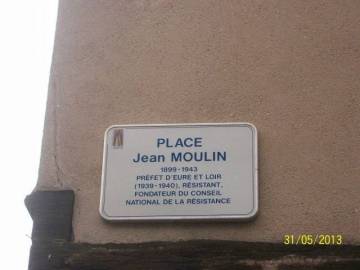 PLACE
Jean MOULIN
1899-1943
PRÉFET D'EURE ET LOIR
(1939-1940), RÉSISTANT,
FONDATEUR DU CONSEIL
NATIONAL DE LA RÉSISTANCE
31/05/2013